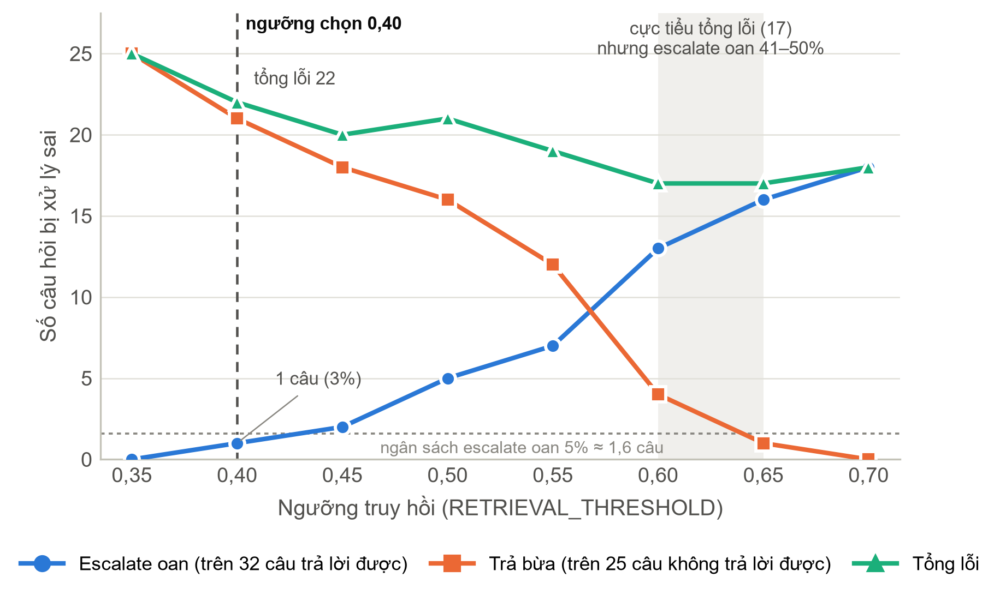 ngưỡng chọn 0,40
cực tiểu tổng lỗi (17)
nhưng escalate oan 41–50%
tổng lỗi 22
Số câu hỏi bị xử lý sai
25
20
15
10
5
0
1 câu (3%)
ngân sách escalate oan 5% ≈ 1,6 câu
0,35
0,40
0,45
0,50
0,55
0,60
0,65
0,70
Ngưỡng truy hồi (RETRIEVAL_THRESHOLD)
Escalate oan (trên 32 câu trả lời được)
Trả bừa (trên 25 câu không trả lời được)
Tổng lỗi